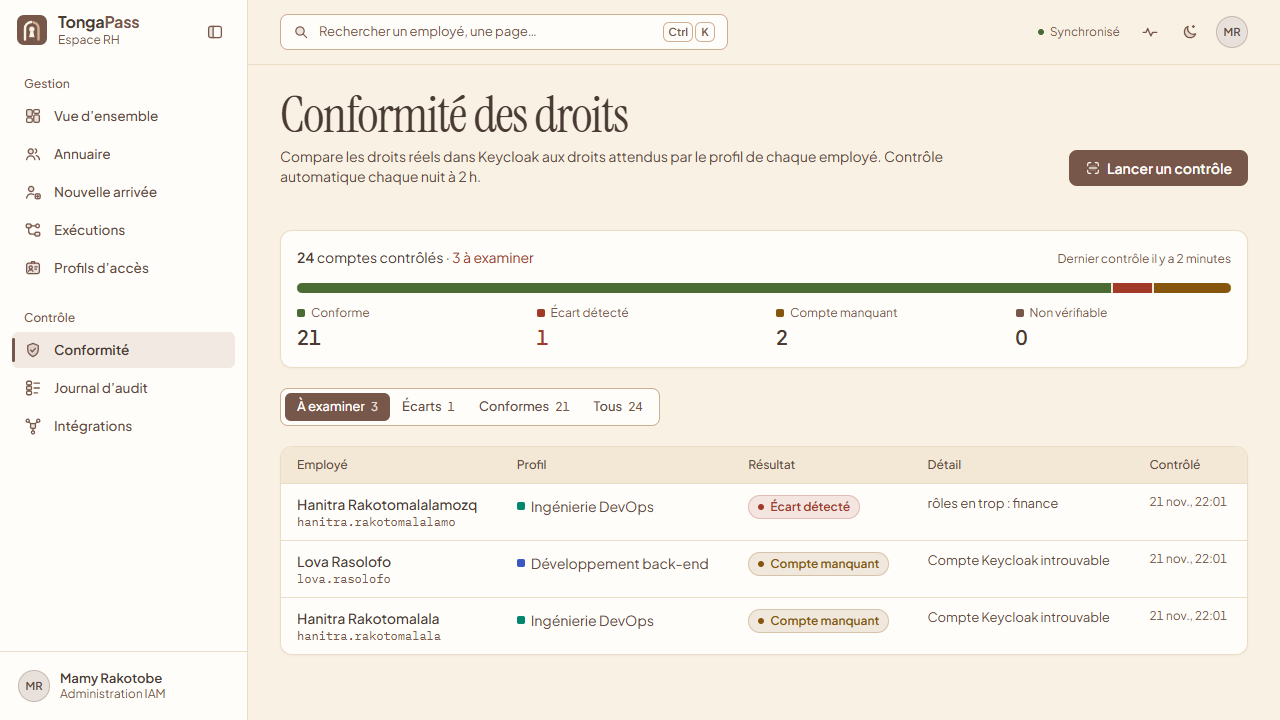 TongaPass
Espace RH
Rechercher un employé, une page…
Ctrl K
Synchronisé
MR
Gestion
Vue d’ensemble
Annuaire
Nouvelle arrivée
Exécutions
Profils d’accès
Contrôle
Conformité
Journal d’audit
Intégrations
MR
Mamy Rakotobe
Administration IAM
Conformité des droits
Compare les droits réels dans Keycloak aux droits attendus par le profil de chaque employé. Contrôle
automatique chaque nuit à 2 h.
Lancer un contrôle
24 comptes contrôlés · 3 à examiner
Dernier contrôle il y a 2 minutes
Conforme
21
Écart détecté
1
Compte manquant
2
Non vérifiable
0
À examiner 3 Écarts 1 Conformes 21 Tous 24
Employé Profil Résultat Détail Contrôlé
Hanitra Rakotomalalamozq Ingénierie DevOps Écart détecté rôles en trop : finance 21 nov., 22:01
hanitra.rakotomalalamo
Lova Rasolofo Développement back-end Compte manquant Compte Keycloak introuvable 21 nov., 22:01
lova.rasolofo
Hanitra Rakotomalala Ingénierie DevOps Compte manquant Compte Keycloak introuvable 21 nov., 22:01
hanitra.rakotomalala